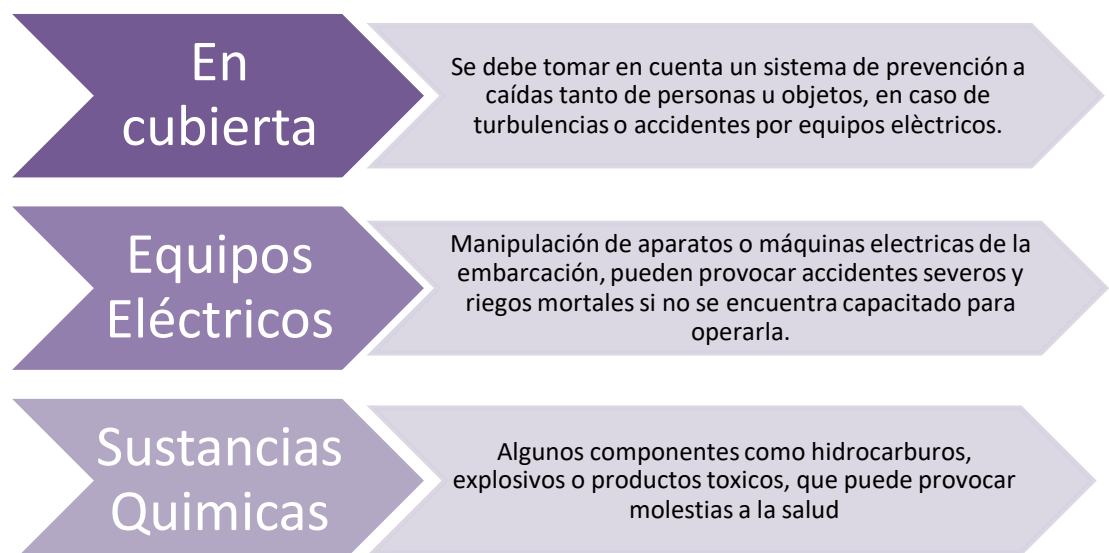 En
cubierta
Se debe tomar en cuenta un sistema de prevención a
caídas tanto de personas u objetos, en caso de
turbulencias o accidentes por equipos elèctricos.
Equipos
Eléctricos
Manipulación de aparatos o máquinas electricas de la
embarcación, pueden provocar accidentes severos y
riegos mortales si no se encuentra capacitado para
operarla.
Sustancias
Quimicas
Algunos componentes como hidrocarburos,
explosivos o productos toxicos, que puede provocar
molestias a la salud